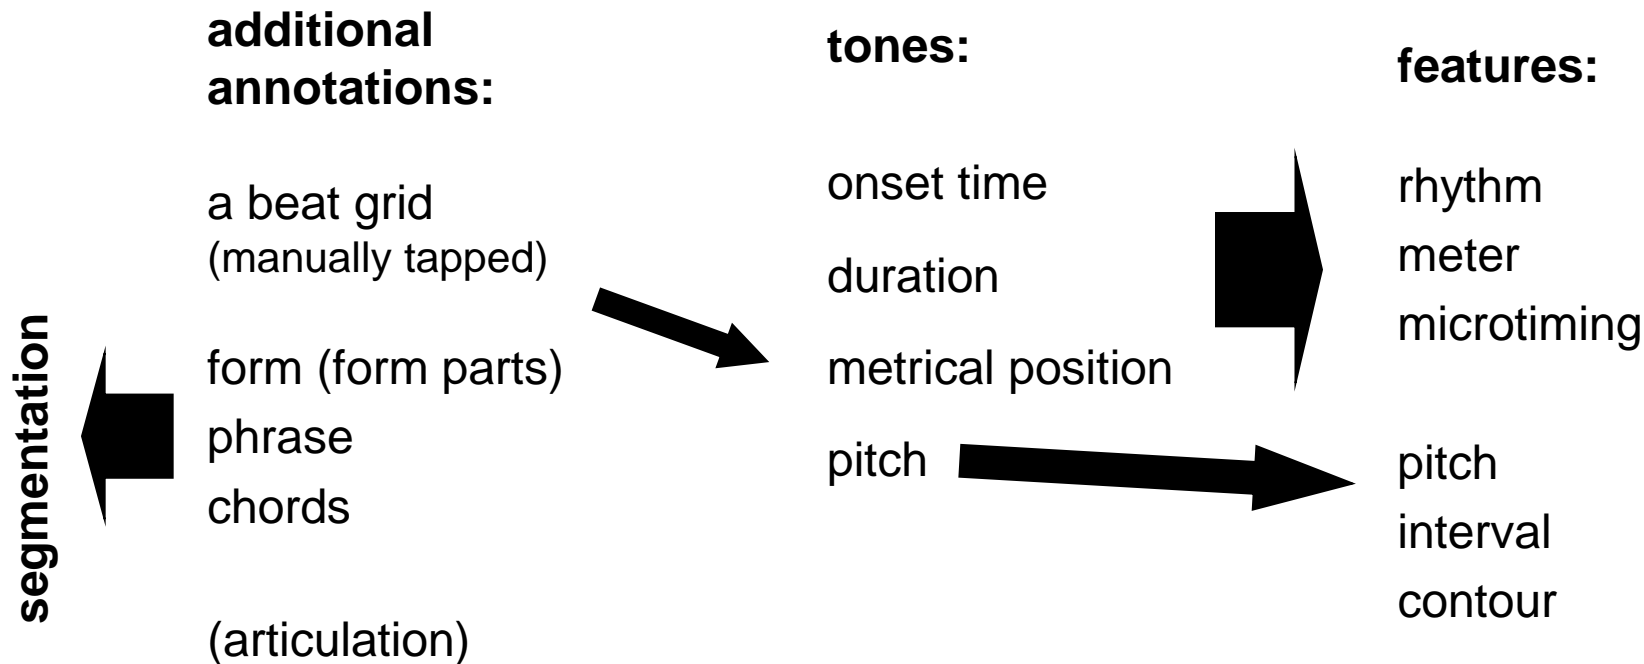 additional
annotations:
a beat grid
(manually tapped)
form (form parts)
phrase
chords
(articulation)
segmentation
tones:
onset time
duration
metrical position
pitch
features:
rhythm
meter
microtiming
pitch
interval
contour